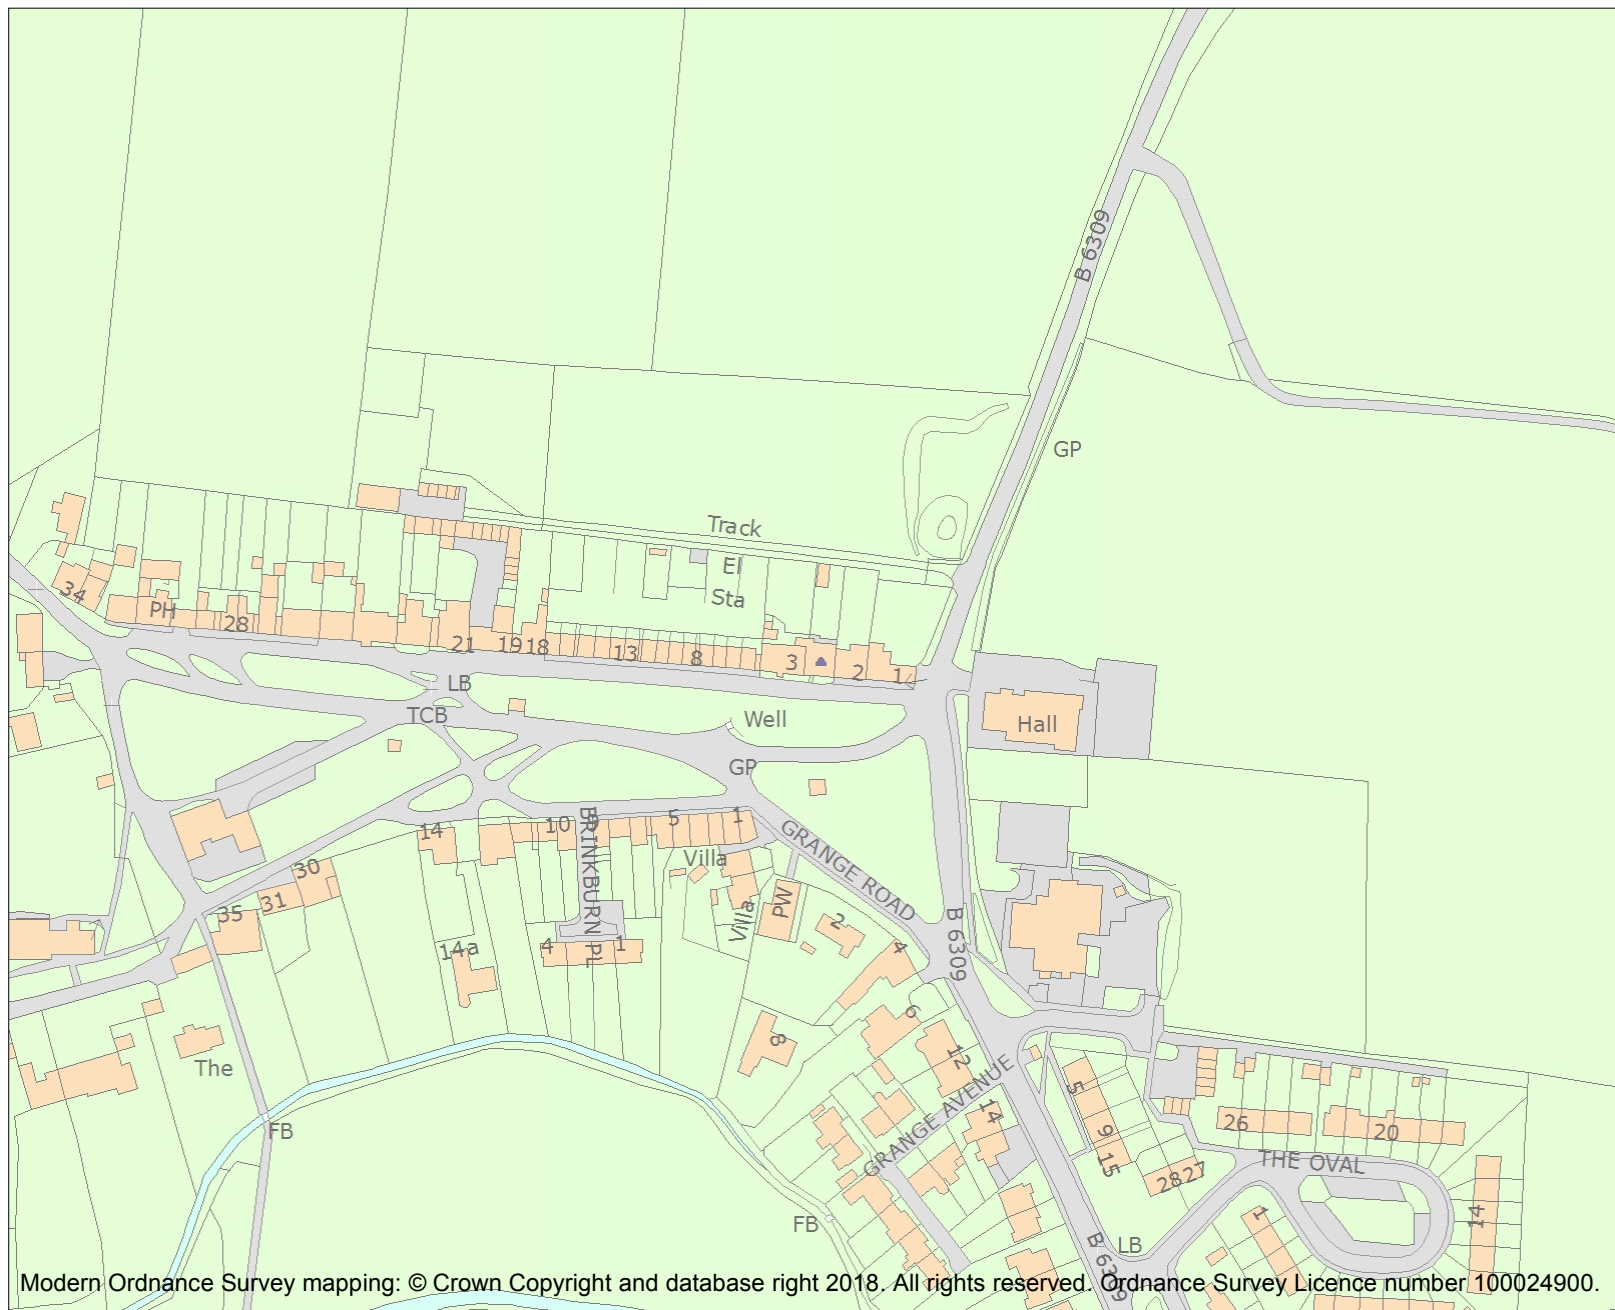 B 6309
GP
Track
El
Sta
34
PH
28
21
19
18
13
8
3
2
1
LB
TCB
Well
Hall
GP
14
10
9
5
1
BRINKBURN PL
GRANGE ROAD
Villa
30
31
35
Villa
PW
2
4
B 6309
14a
4
1
6
8
12
The
GRANGE AVENUE
14
5
9
15
26
20
FB
THE OVAL
28
27
FB
1
14
LB
B 6309
Modern Ordnance Survey mapping: © Crown Copyright and database right 2018. All rights reserved. Ordnance Survey Licence number 100024900.